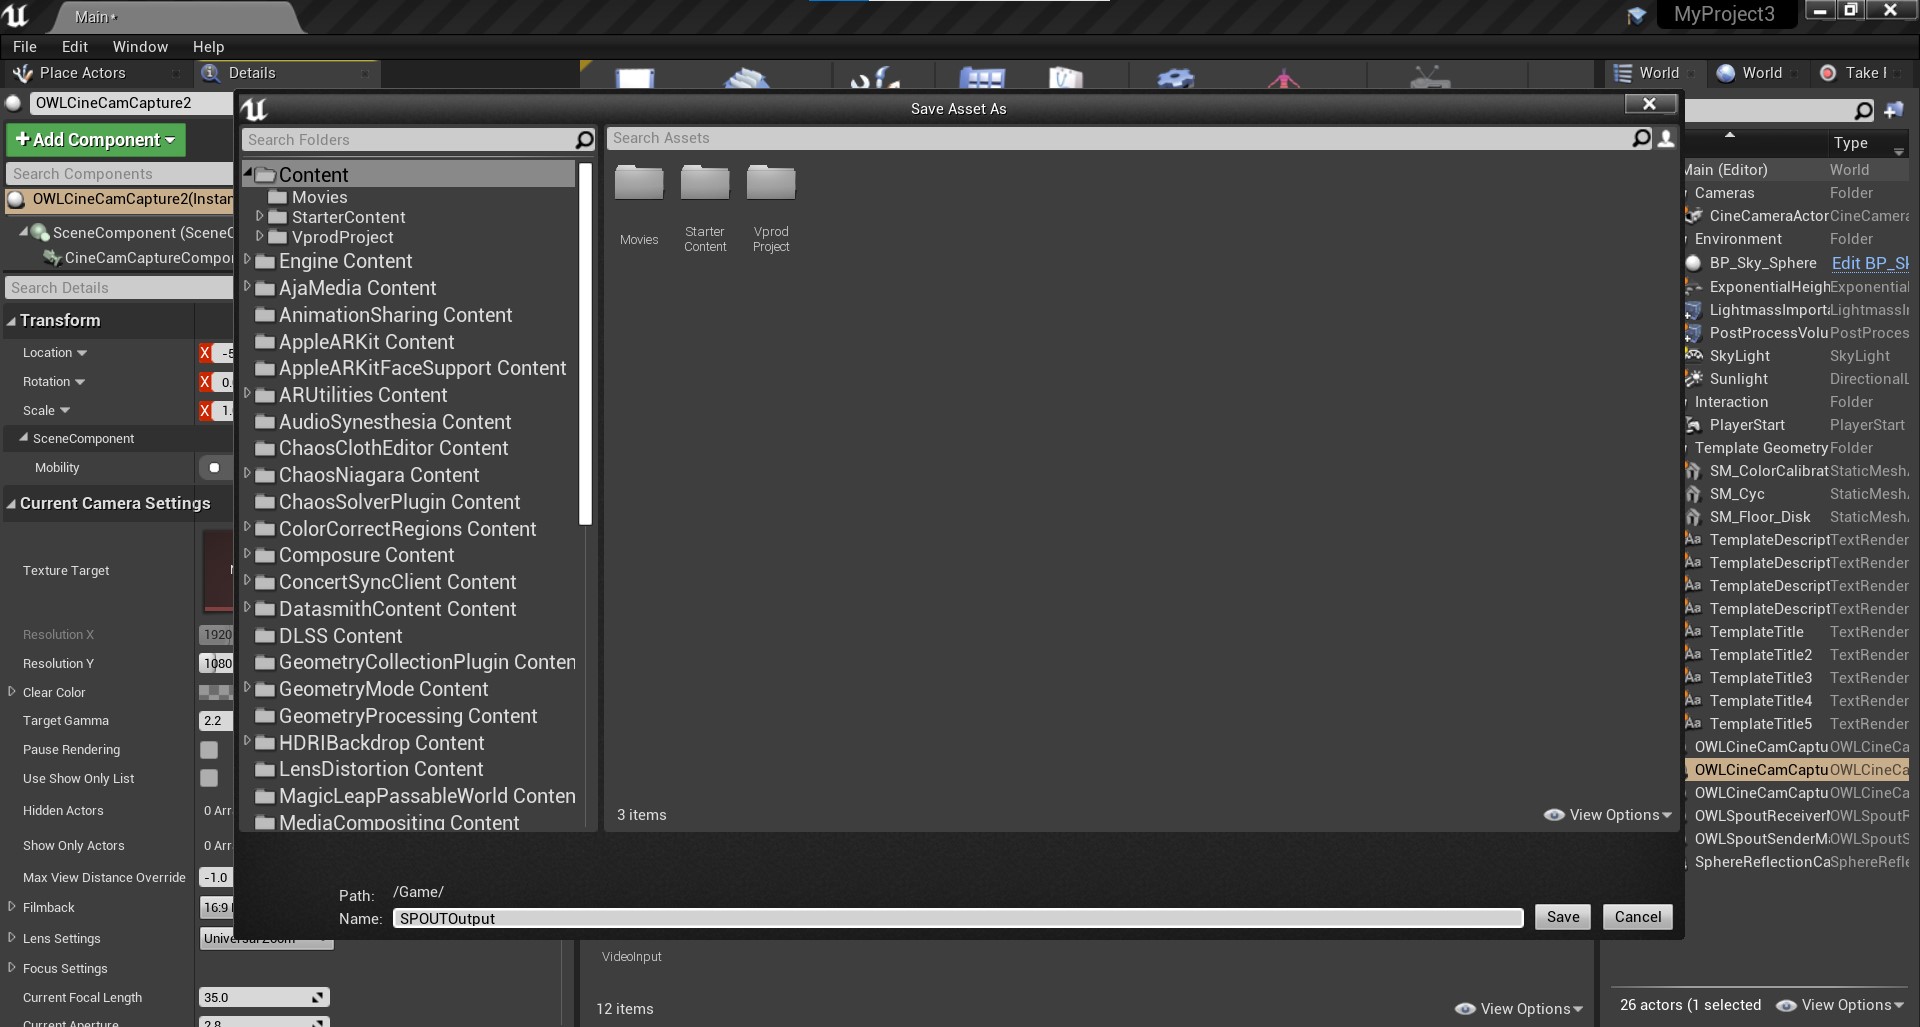 Main*
MyProject3
File Edit Window Help
Place Actors
Details
World
World
Take
OWLCineCamCapture2
Add Component
Search Components
OWLCineCamCapture2(Instan
SceneComponent (SceneC
CineCamCaptureCompo
Search Details
Transform
Location
X -5
Rotation
X 0.
Scale
X 1.
SceneComponent
Mobility
Current Camera Settings
Texture Target
Resolution X
1920
Resolution Y
1080
Clear Color
Target Gamma
2.2
Pause Rendering
Use Show Only List
Hidden Actors
0 Arr
Show Only Actors
0 Arr
Max View Distance Override
-1.0
Filmback
16:9
Lens Settings
Universal Zoom
Focus Settings
Current Focal Length
35.0
Current Aperture
2.8
Save Asset As
Search Folders
Content
Movies
StarterContent
VprodProject
Engine Content
AjaMedia Content
AnimationSharing Content
AppleARKit Content
AppleARKitFaceSupport Content
ARUtilities Content
AudioSynesthesia Content
ChaosClothEditor Content
ChaosNiagara Content
ChaosSolverPlugin Content
ColorCorrectRegions Content
Composure Content
ConcertSyncClient Content
DatasmithContent Content
DLSS Content
GeometryCollectionPlugin Conten
GeometryMode Content
GeometryProcessing Content
HDRIBackdrop Content
LensDistortion Content
MagicLeapPassableWorld Conten
MediaCompositing Content
Search Assets
Movies
Starter
Content
Vprod
Project
3 items
View Options
Path: /Game/
Name: SPOUTOutput
Save
Cancel
VideoInput
12 items
View Options
Type
Main (Editor) World
Cameras Folder
CineCameraActor CineCamera
Environment Folder
BP_Sky_Sphere Edit BP_Sk
ExponentialHeigh Exponential
LightmassImporta LightmassIm
PostProcessVolu PostProces
SkyLight SkyLight
Sunlight DirectionalL
Interaction Folder
PlayerStart PlayerStart
Template Geometry Folder
SM_ColorCalibrat StaticMesh
SM_Cyc StaticMesh
SM_Floor_Disk StaticMesh
TemplateDescript TextRender
TemplateDescript TextRender
TemplateDescript TextRender
TemplateDescript TextRender
TemplateTitle TextRender
TemplateTitle2 TextRender
TemplateTitle3 TextRender
TemplateTitle4 TextRender
TemplateTitle5 TextRender
OWLCineCamCaptu OWLCineCa
OWLCineCamCaptu OWLCineCa
OWLCineCamCaptu OWLCineCa
OWLSpoutReceiver OWLSpoutR
OWLSpoutSenderM OWLSpoutS
SphereReflectionCa SphereRefle
26 actors (1 selected
View Options